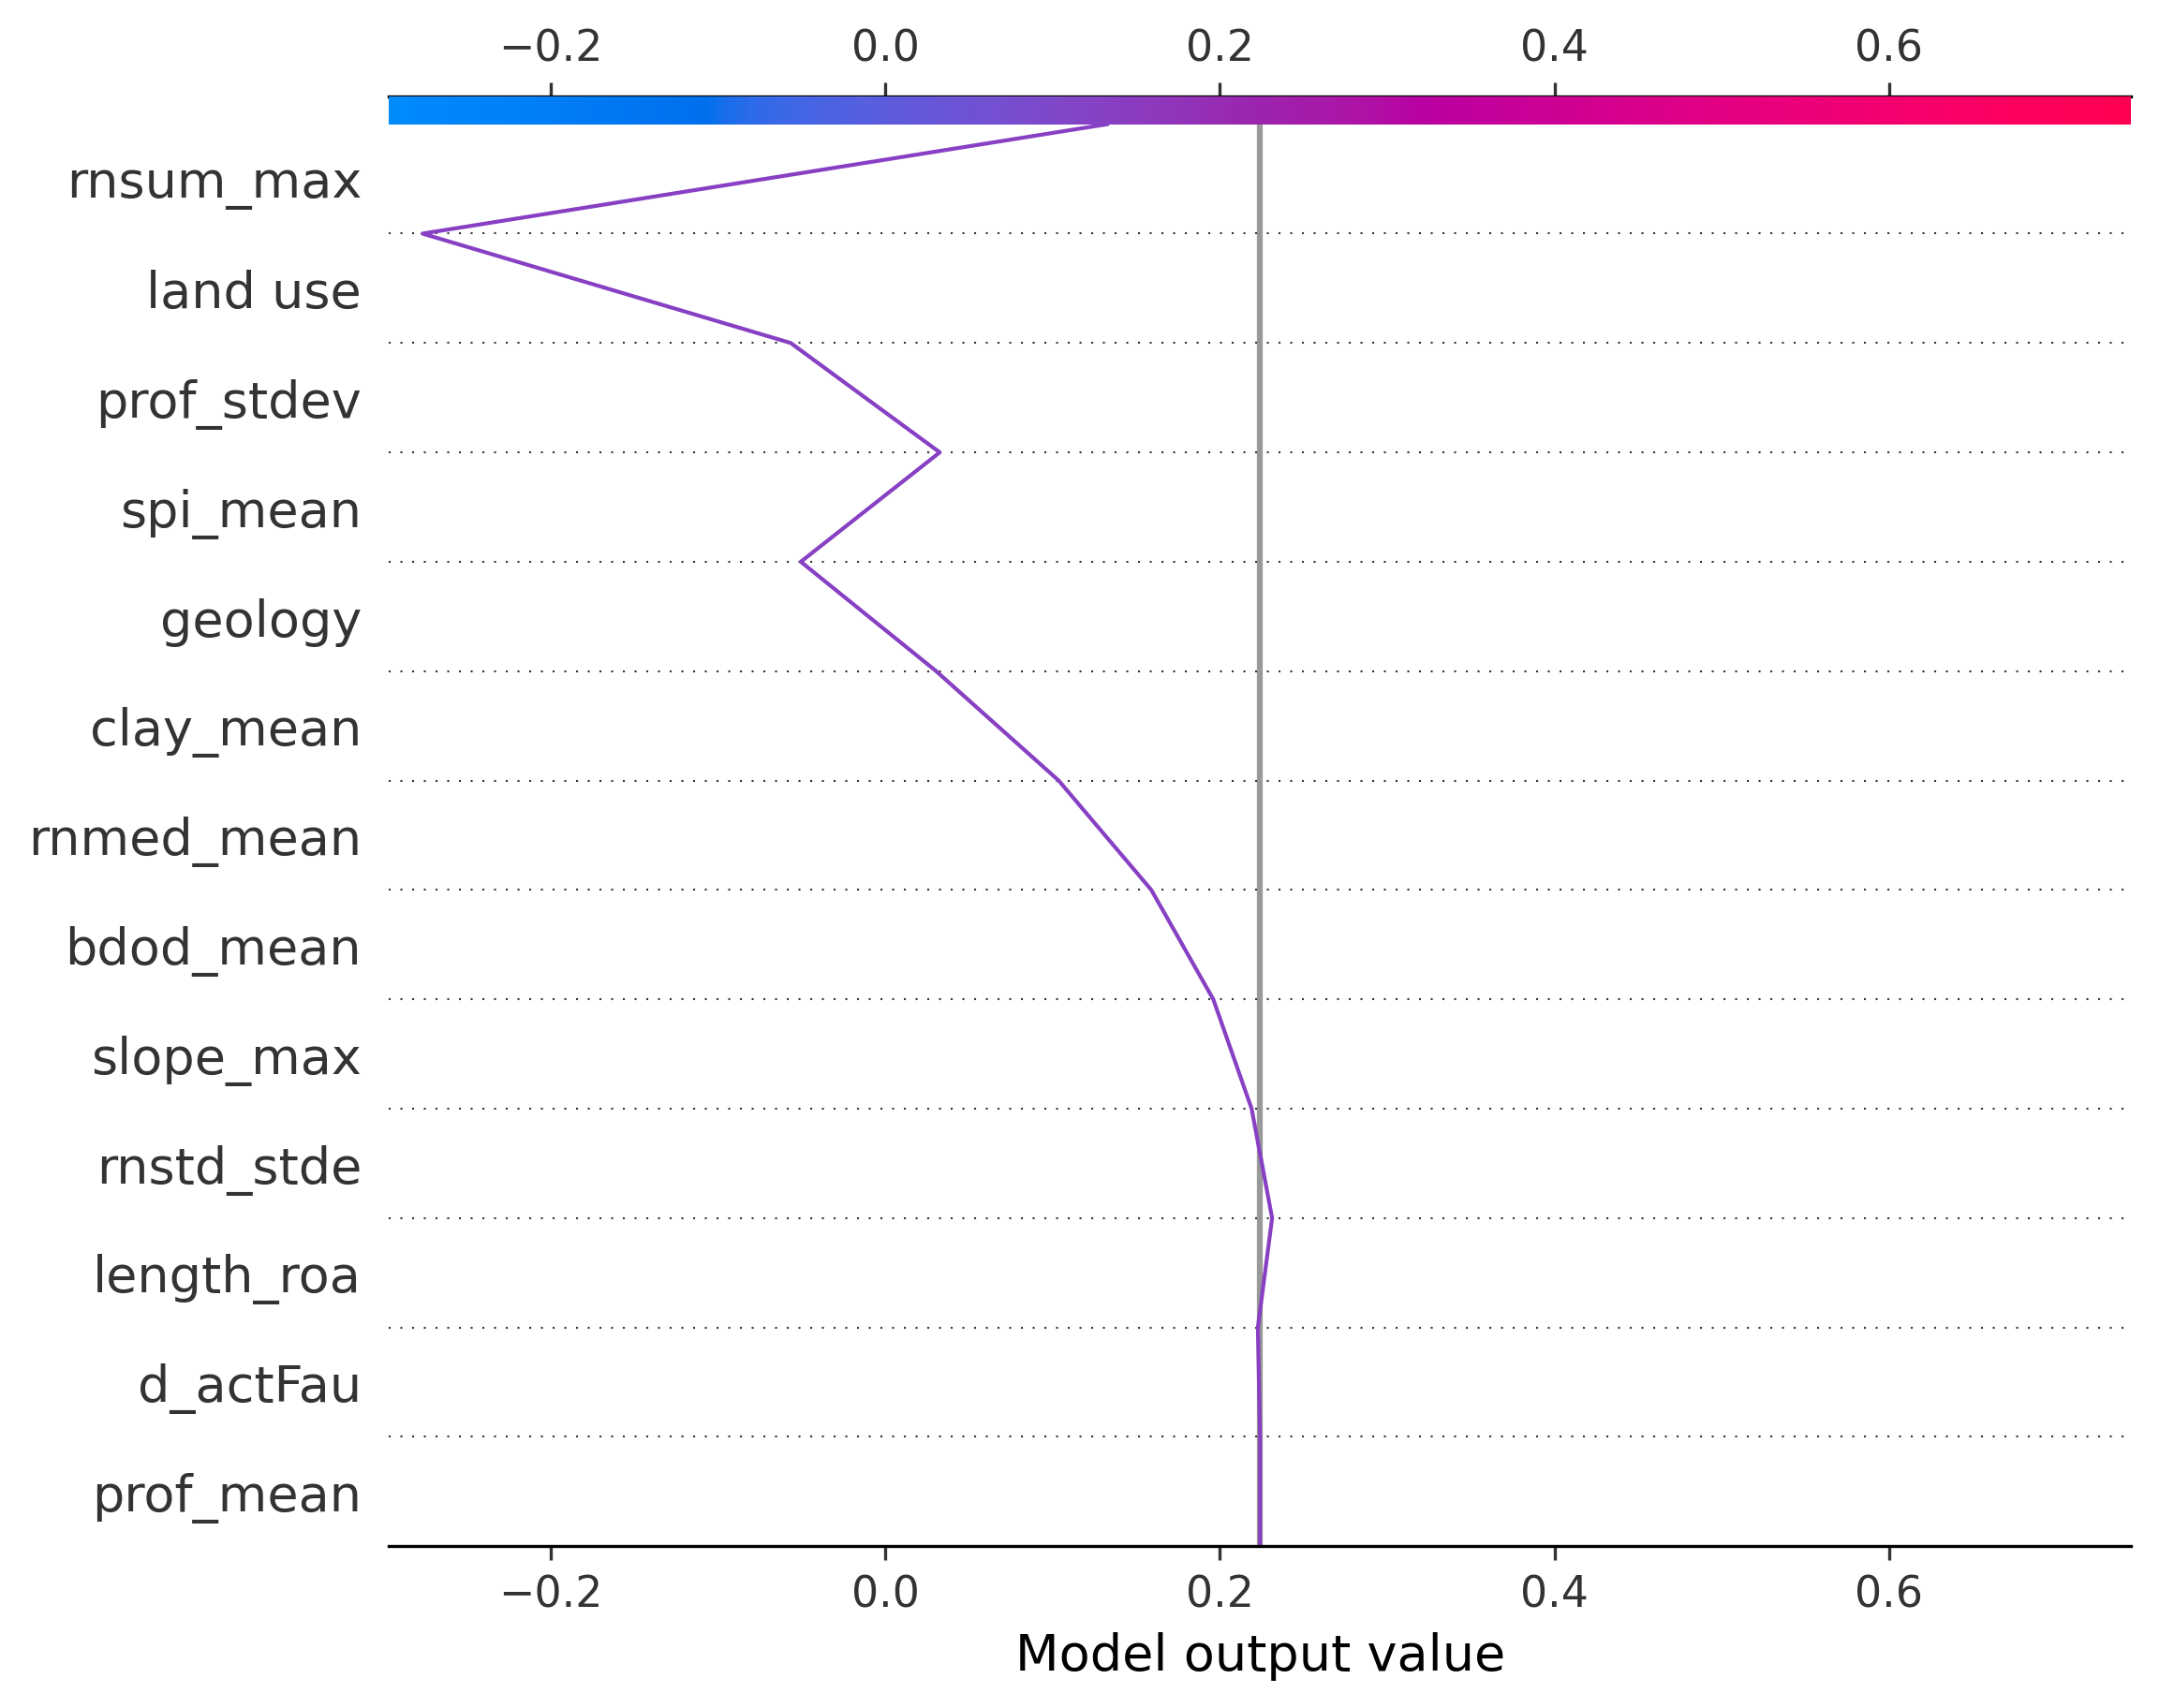 −0.2 0.0 0.2 0.4 0.6
rnsum_max
land use
prof_stdev
spi_mean
geology
clay_mean
rnmed_mean
bdod_mean
slope_max
rnstd_stde
length_roa
d_actFau
prof_mean
−0.2 0.0 0.2 0.4 0.6
Model output value